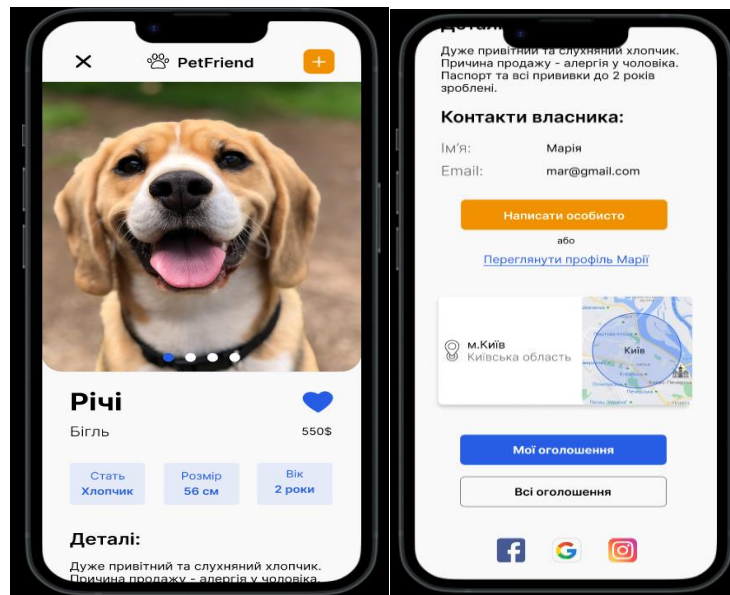 PetFriend
Річі
Бігль
550$
Стать
Хлопчик
Розмір
56 см
Вік
2 роки
Деталі:
Дуже привітний та слухняний хлопчик.
Причина продажу - алергія у чоловіка.
Дуже привітний та слухняний хлопчик.
Причина продажу - алергія у чоловіка.
Паспорт та всі прививки до 2 років
зроблені.
Контакти власника:
Ім'я: Марія
Email: mar@gmail.com
Написати особисто
або
Переглянути профіль Марії
м.Київ
Київська область
Київ
Мої оголошення
Всі оголошення